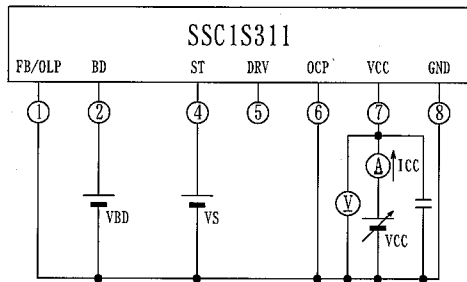 SSC1S311
FB/OLP BD ST DRV OCP VCC GND
1 2 4 5 6 7 8
A ICC
V
VBD VS VCC